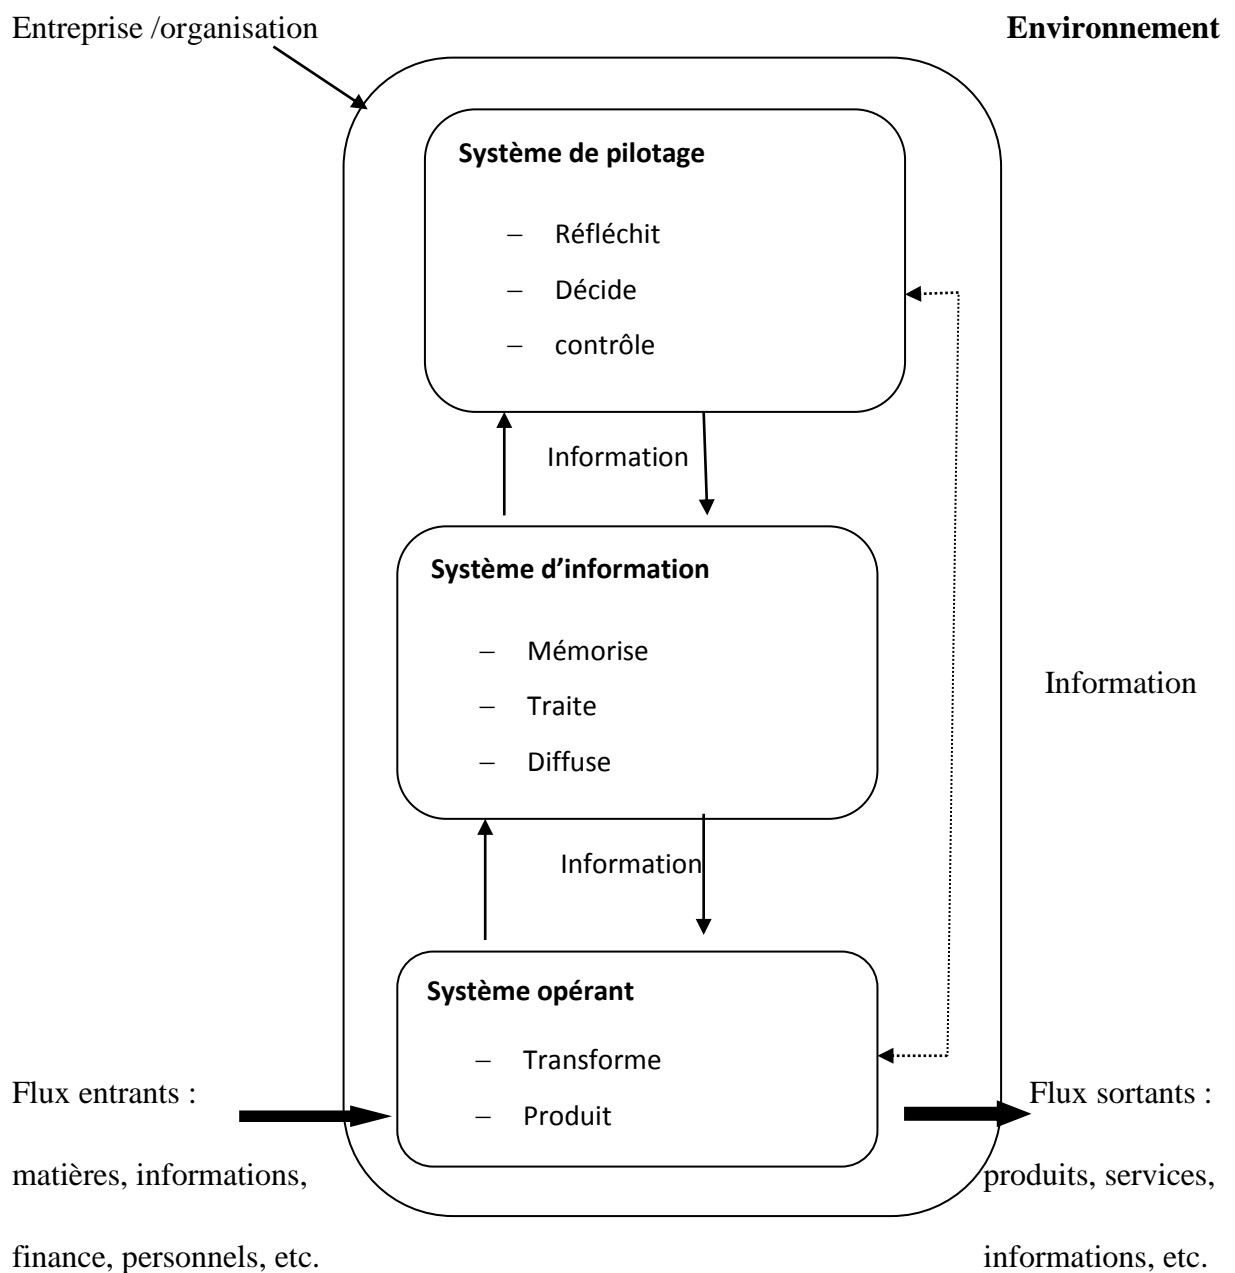 Entreprise /organisation
Environnement
Système de pilotage
– Réfléchit
– Décide
– contrôle
Information
Système d’information
– Mémorise
– Traite
– Diffuse
Information
Information
Système opérant
– Transforme
– Produit
Flux entrants :
matières, informations,
finance, personnels, etc.
Flux sortants :
produits, services,
informations, etc.